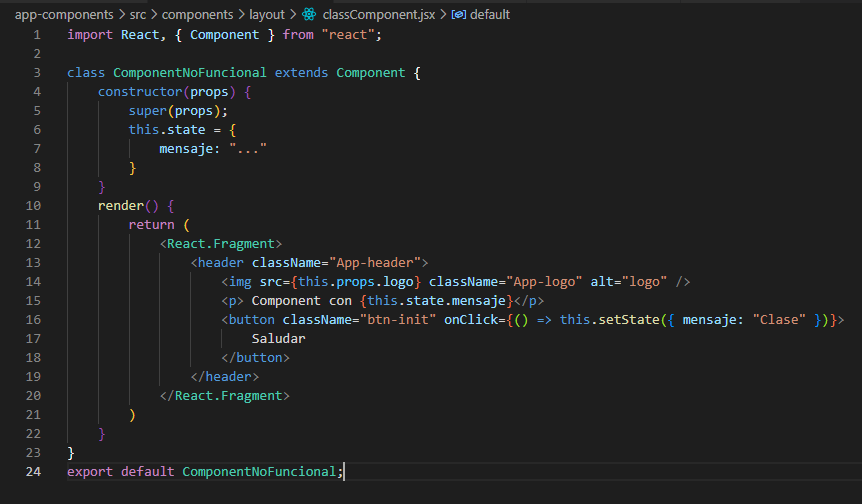 app-components > src > components > layout > classComponent.jsx > default
1 import React, { Component } from "react";
2
3 class ComponentNoFuncional extends Component {
4     constructor(props) {
5         super(props);
6         this.state = {
7             mensaje: "..."
8         }
9     }
10     render() {
11         return (
12             <React.Fragment>
13                 <header className="App-header">
14                     <img src={this.props.logo} className="App-logo" alt="logo" />
15                     <p> Component con {this.state.mensaje}</p>
16                     <button className="btn-init" onClick={() => this.setState({ mensaje: "Clase" })}>
17                         Saludar
18                     </button>
19                 </header>
20             </React.Fragment>
21         )
22     }
23 }
24 export default ComponentNoFuncional;